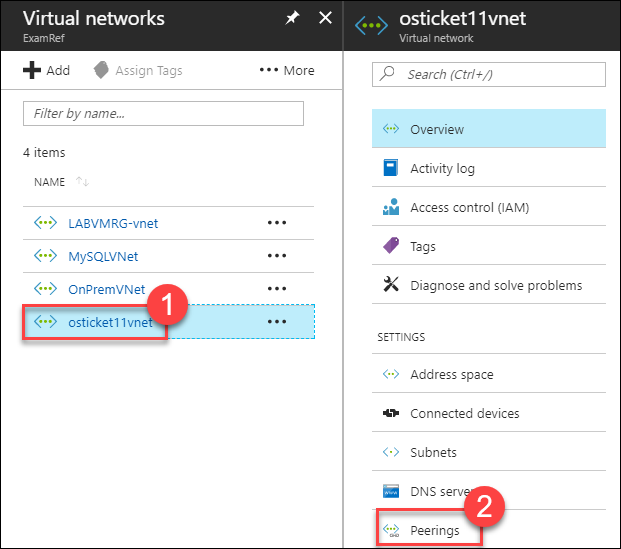 Virtual networks
ExamRef
Add
Assign Tags
More
Filter by name...
4 items
NAME
LABVMRG-vnet
MySQLVNet
OnPremVNet
osticket11vnet
1
osticket11vnet
Virtual network
Search (Ctrl+/)
Overview
Activity log
Access control (IAM)
Tags
Diagnose and solve problems
SETTINGS
Address space
Connected devices
Subnets
DNS serve
Peerings
2